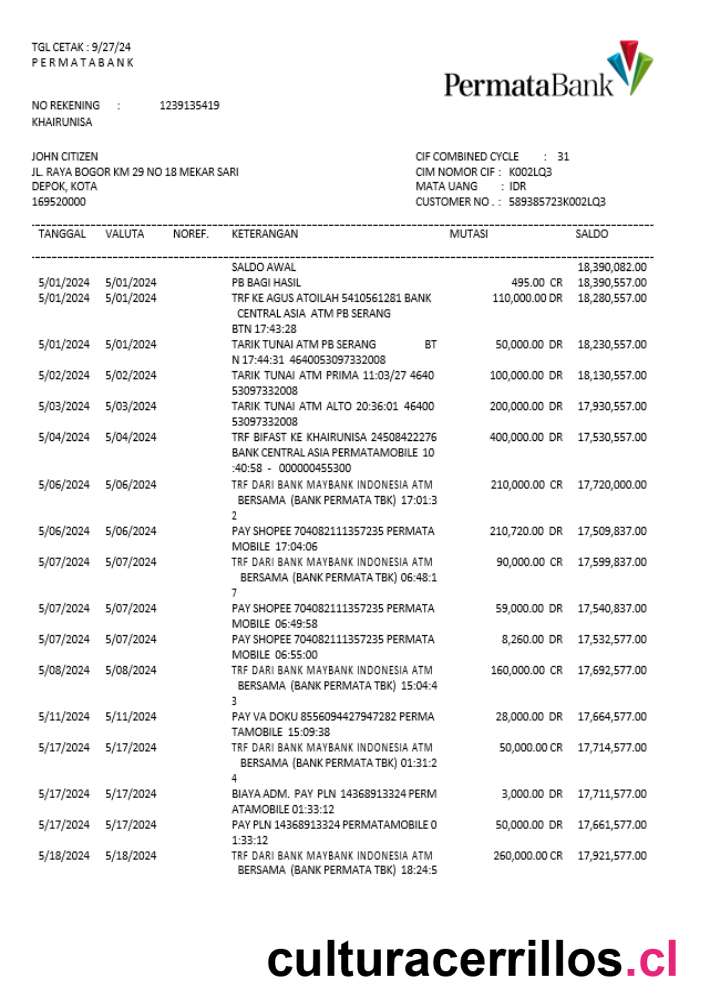 TGL CETAK : 9/27/24
P E R M A T A B A N K
PermataBank
NO REKENING : 1239135419
KHAIRUNISA
JOHN CITIZEN
JL. RAYA BOGOR KM 29 NO 18 MEKAR SARI
DEPOK, KOTA
169520000
CIF COMBINED CYCLE : 31
CIM NOMOR CIF : K002LQ3
MATA UANG : IDR
CUSTOMER NO . : 589385723K002LQ3
TANGGAL VALUTA NOREF. KETERANGAN MUTASI SALDO
SALDO AWAL 18,390,082.00
5/01/2024 5/01/2024 PB BAGI HASIL 495.00 CR 18,390,557.00
5/01/2024 5/01/2024 TRF KE AGUS ATOILAH 5410561281 BANK 110,000.00 DR 18,280,557.00
CENTRAL ASIA ATM PB SERANG
BTN 17:43:28
5/01/2024 5/01/2024 TARIK TUNAI ATM PB SERANG BT 50,000.00 DR 18,230,557.00
N 17:44:31 4640053097332008
5/02/2024 5/02/2024 TARIK TUNAI ATM PRIMA 11:03/27 4640 100,000.00 DR 18,130,557.00
53097332008
5/03/2024 5/03/2024 TARIK TUNAI ATM ALTO 20:36:01 46400 200,000.00 DR 17,930,557.00
53097332008
5/04/2024 5/04/2024 TRF BIFAST KE KHAIRUNISA 24508422276 400,000.00 DR 17,530,557.00
BANK CENTRAL ASIA PERMATAMOBILE 10
:40:58 - 000000455300
5/06/2024 5/06/2024 TRF DARI BANK MAYBANK INDONESIA ATM 210,000.00 CR 17,720,000.00
BERSAMA (BANK PERMATA TBK) 17:01:3
2
5/06/2024 5/06/2024 PAY SHOPEE 704082111357235 PERMATA 210,720.00 DR 17,509,837.00
MOBILE 17:04:06
5/07/2024 5/07/2024 TRF DARI BANK MAYBANK INDONESIA ATM 90,000.00 CR 17,599,837.00
BERSAMA (BANK PERMATA TBK) 06:48:1
7
5/07/2024 5/07/2024 PAY SHOPEE 704082111357235 PERMATA 59,000.00 DR 17,540,837.00
MOBILE 06:49:58
5/07/2024 5/07/2024 PAY SHOPEE 704082111357235 PERMATA 8,260.00 DR 17,532,577.00
MOBILE 06:55:00
5/08/2024 5/08/2024 TRF DARI BANK MAYBANK INDONESIA ATM 160,000.00 CR 17,692,577.00
BERSAMA (BANK PERMATA TBK) 15:04:4
3
5/11/2024 5/11/2024 PAY VA DOKU 8556094427947282 PERMA 28,000.00 DR 17,664,577.00
TAMOBILE 15:09:38
5/17/2024 5/17/2024 TRF DARI BANK MAYBANK INDONESIA ATM 50,000.00 CR 17,714,577.00
BERSAMA (BANK PERMATA TBK) 01:31:2
4
5/17/2024 5/17/2024 BIAYA ADM. PAY PLN 14368913324 PERM 3,000.00 DR 17,711,577.00
ATAMOBILE 01:33:12
5/17/2024 5/17/2024 PAY PLN 14368913324 PERMATAMOBILE 0 50,000.00 DR 17,661,577.00
1:33:12
5/18/2024 5/18/2024 TRF DARI BANK MAYBANK INDONESIA ATM 260,000.00 CR 17,921,577.00
BERSAMA (BANK PERMATA TBK) 18:24:5
culturacerrillos.cl